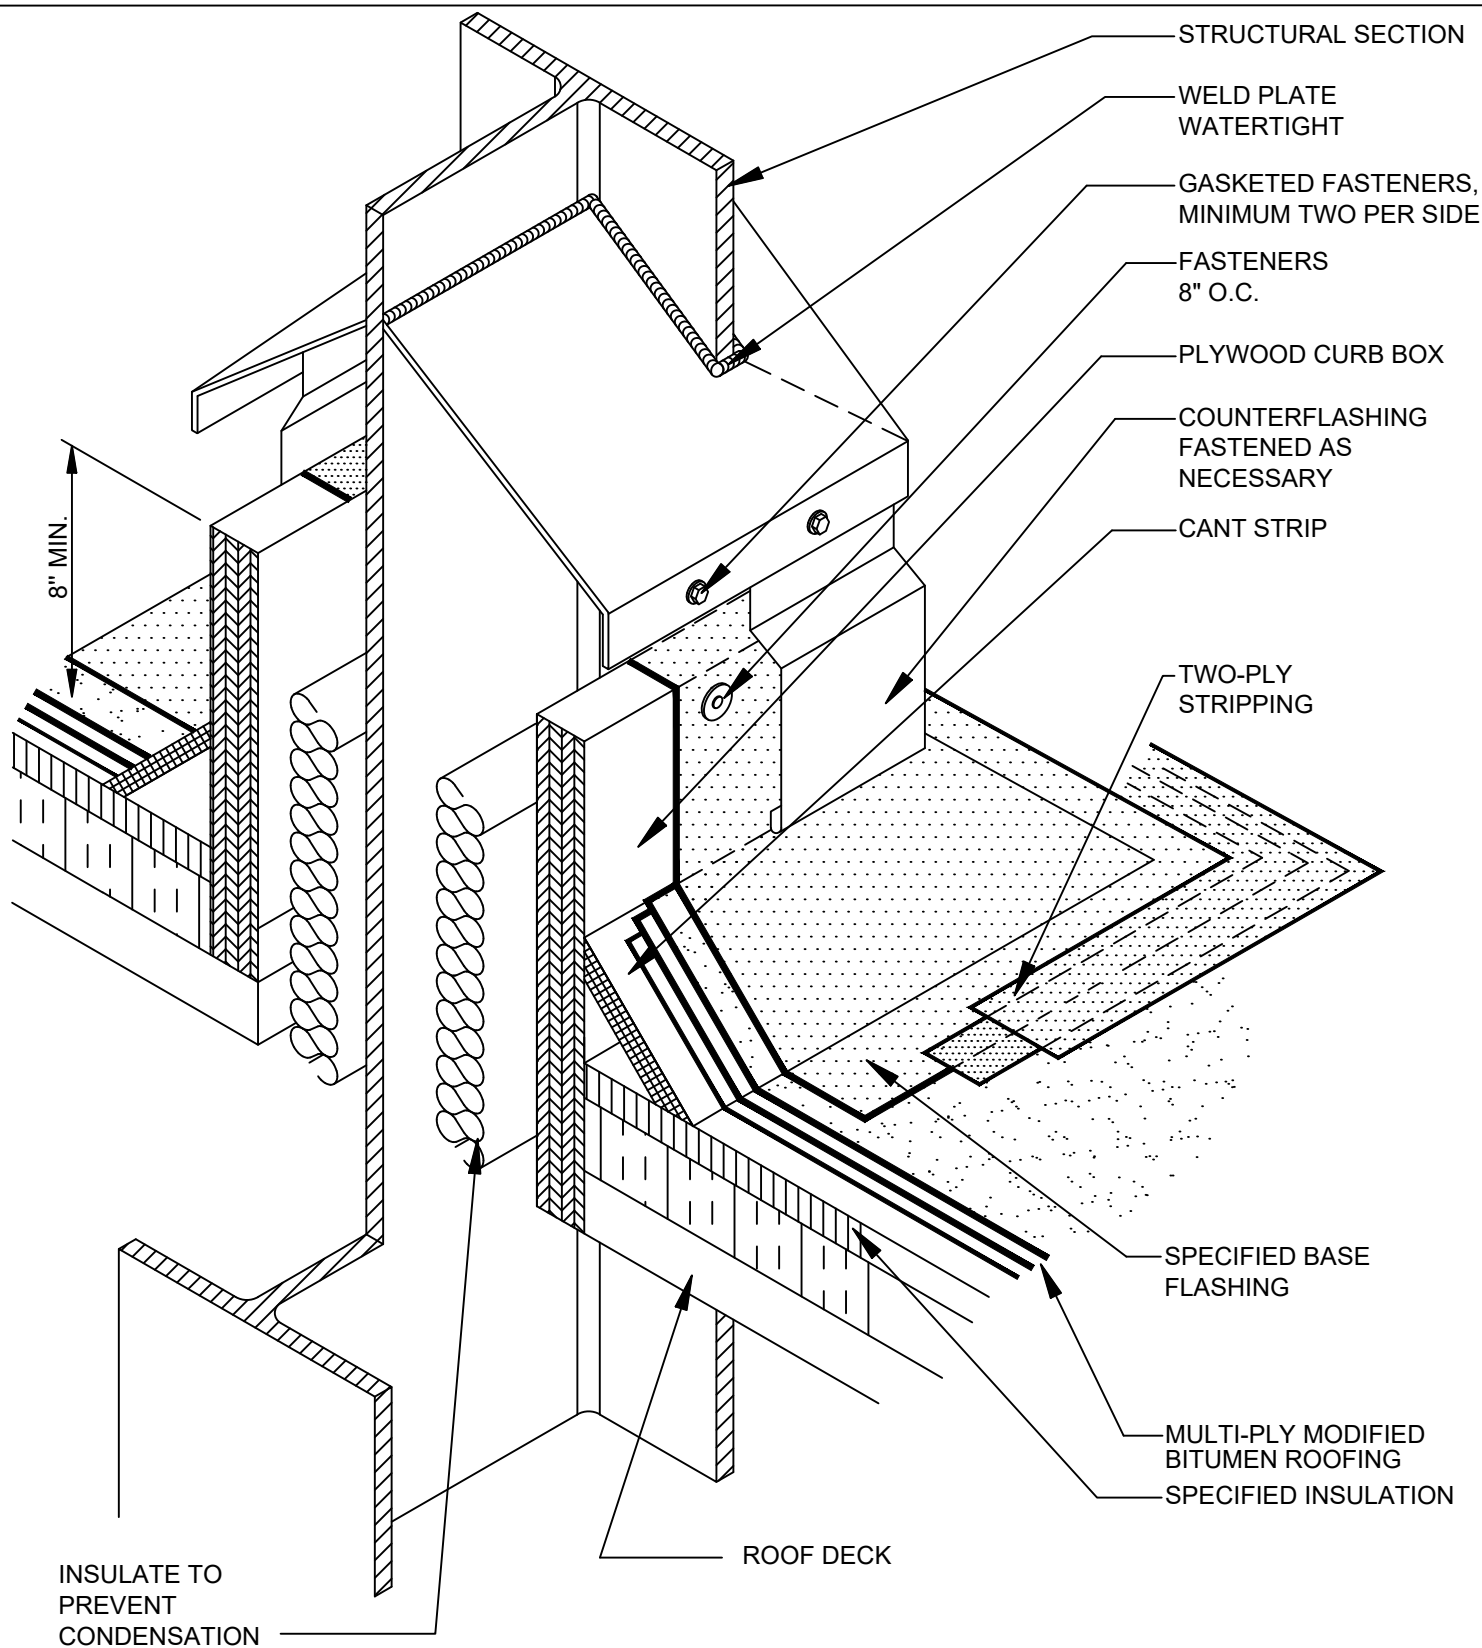 STRUCTURAL SECTION
WELD PLATE
WATERTIGHT
GASKETED FASTENERS,
MINIMUM TWO PER SIDE
FASTENERS
8" O.C.
PLYWOOD CURB BOX
COUNTERFLASHING
FASTENED AS
NECESSARY
CANT STRIP
8" MIN.
TWO-PLY
STRIPPING
SPECIFIED BASE
FLASHING
MULTI-PLY MODIFIED
BITUMEN ROOFING
SPECIFIED INSULATION
ROOF DECK
INSULATE TO
PREVENT
CONDENSATION